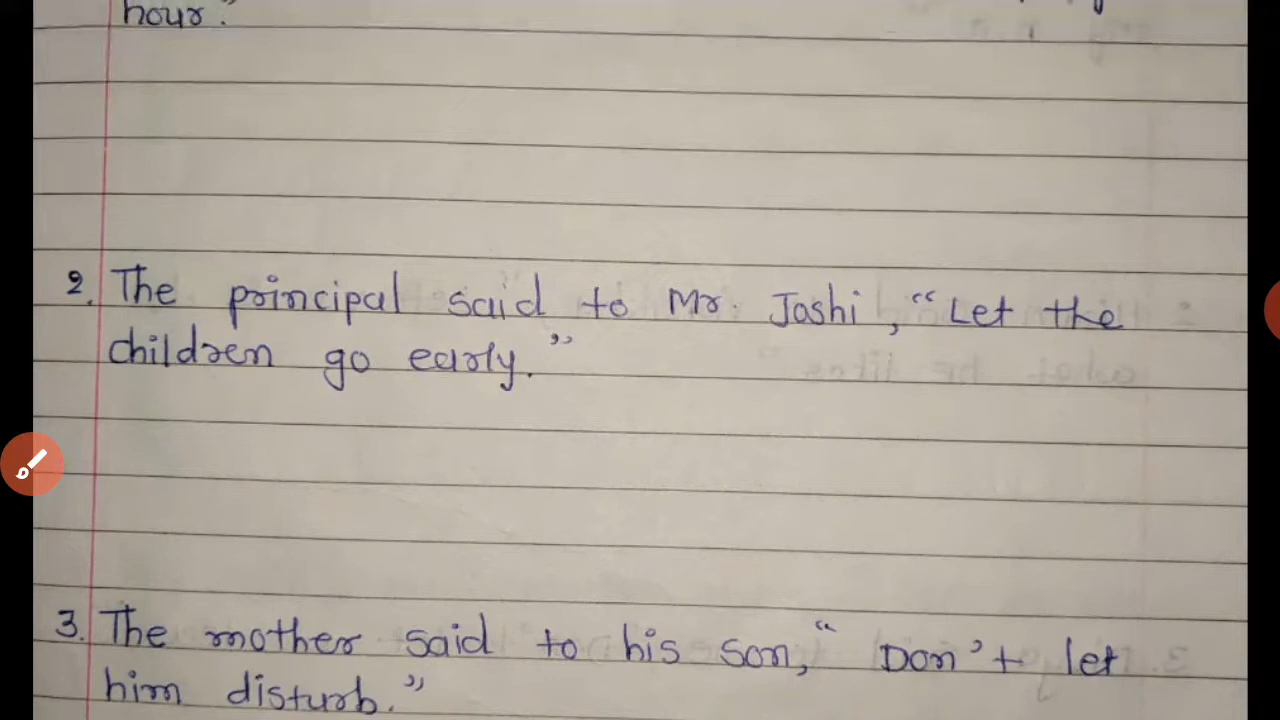 hour."
2. The principal said to Mr. Joshi, "Let the
children go early."
3. The mother said to his son, "Don't let
him disturb."